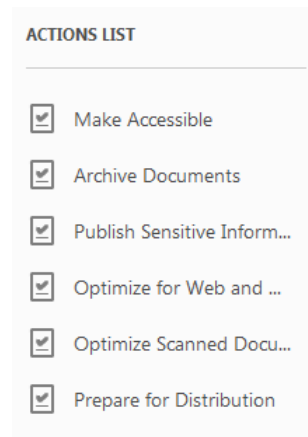 ACTIONS LIST
Make Accessible
Archive Documents
Publish Sensitive Inform...
Optimize for Web and ...
Optimize Scanned Docu...
Prepare for Distribution